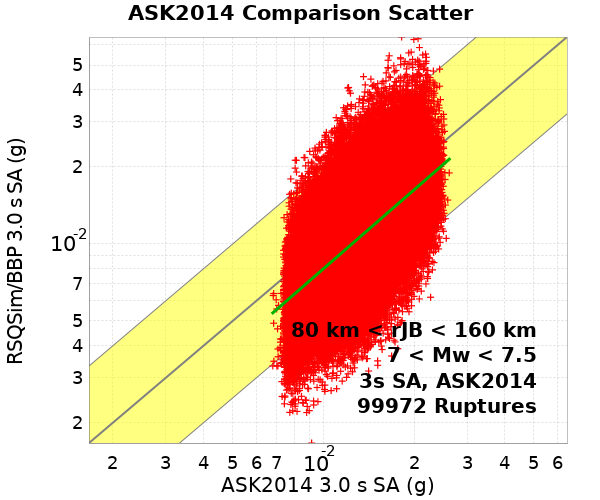 ASK2014 Comparison Scatter
RSQSim/BBP 3.0 s SA (g)
5
4
3
2
10-2
7
5
4
3
2
80 km < rJB < 160 km
7 < Mw < 7.5
3s SA, ASK2014
99972 Ruptures
2 3 4 5 6 7 10-2 2 3 4 5 6
ASK2014 3.0 s SA (g)